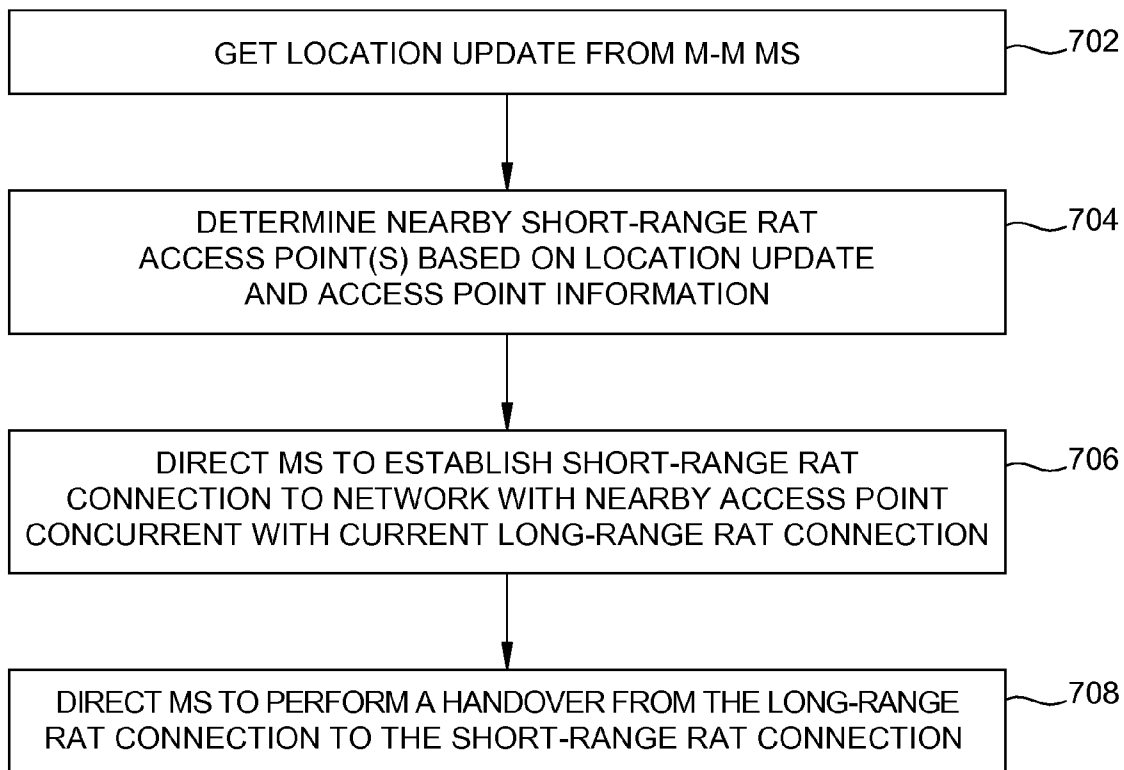 GET LOCATION UPDATE FROM M-M MS
702
DETERMINE NEARBY SHORT-RANGE RAT
ACCESS POINT(S) BASED ON LOCATION UPDATE
AND ACCESS POINT INFORMATION
704
DIRECT MS TO ESTABLISH SHORT-RANGE RAT
CONNECTION TO NETWORK WITH NEARBY ACCESS POINT
CONCURRENT WITH CURRENT LONG-RANGE RAT CONNECTION
706
DIRECT MS TO PERFORM A HANDOVER FROM THE LONG-RANGE
RAT CONNECTION TO THE SHORT-RANGE RAT CONNECTION
708